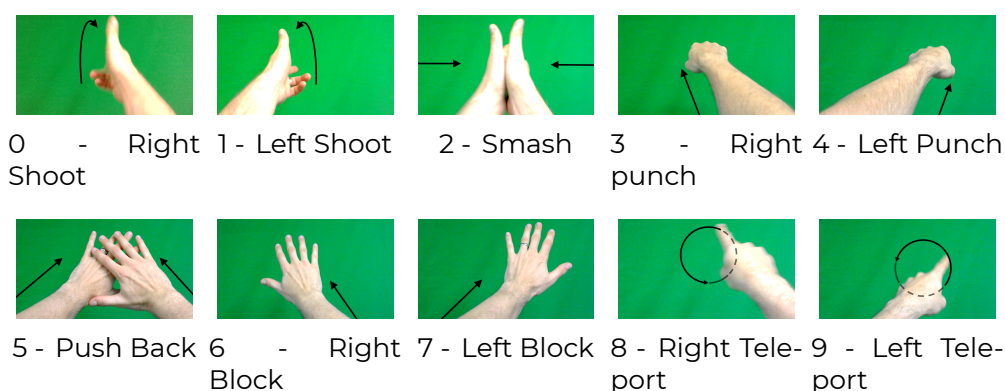 0 - Right
Shoot
1 - Left Shoot
2 - Smash
3 - Right
punch
4 - Left Punch
5 - Push Back
6 - Right
Block
7 - Left Block
8 - Right Tele-
port
9 - Left Tele-
port